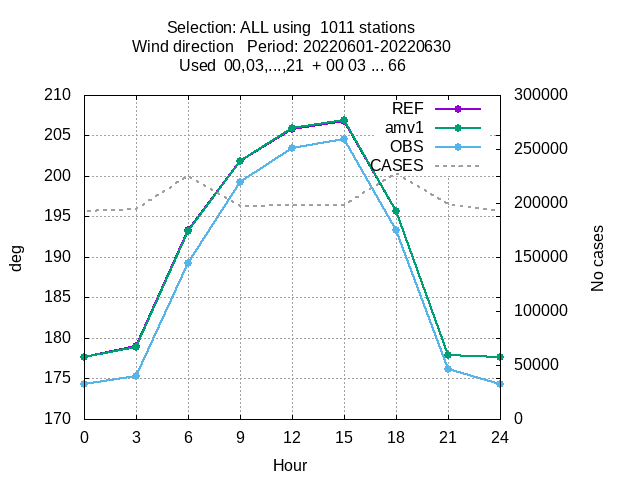 Selection: ALL using  1011 stations
Wind direction   Period: 20220601-20220630
Used  00,03,...,21  + 00 03 ... 66
210
205
200
195
190
185
180
175
170
300000
250000
200000
150000
100000
50000
0
REF
amv1
OBS
CASES
deg
No cases
0 3 6 9 12 15 18 21 24
Hour